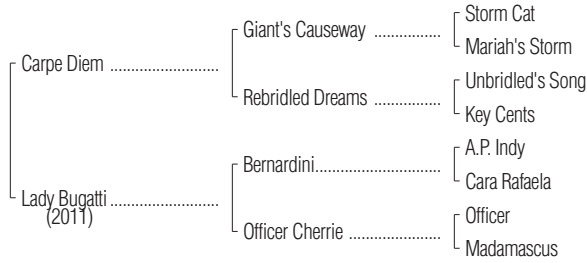 Storm Cat
Giant's Causeway ..................
Mariah's Storm
Carpe Diem .........................
Unbridled's Song
Rebridled Dreams ...............
Key Cents
A.P. Indy
Bernardini..............................
Cara Rafaela
Lady Bugatti ........................
(2011)
Officer
Officer Cherrie .....................
Madamascus